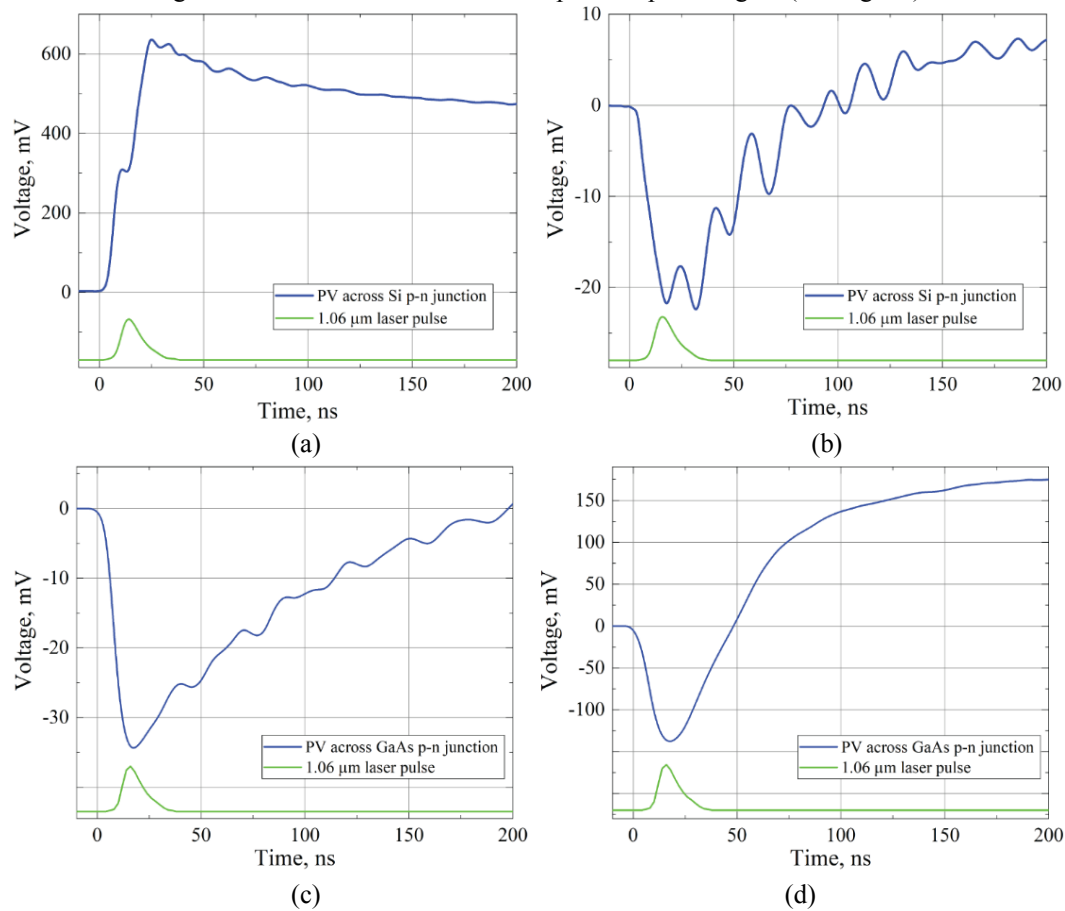 600
400
200
0
Voltage, mV
PV across Si p-n junction
1.06 μm laser pulse
0 50 100 150 200
Time, ns
(a)
10
0
-10
-20
Voltage, mV
PV across Si p-n junction
1.06 μm laser pulse
0 50 100 150 200
Time, ns
(b)
0
-10
-20
-30
Voltage, mV
PV across GaAs p-n junction
1.06 μm laser pulse
0 50 100 150 200
Time, ns
(c)
150
100
50
0
-50
-100
Voltage, mV
PV across GaAs p-n junction
1.06 μm laser pulse
0 50 100 150 200
Time, ns
(d)